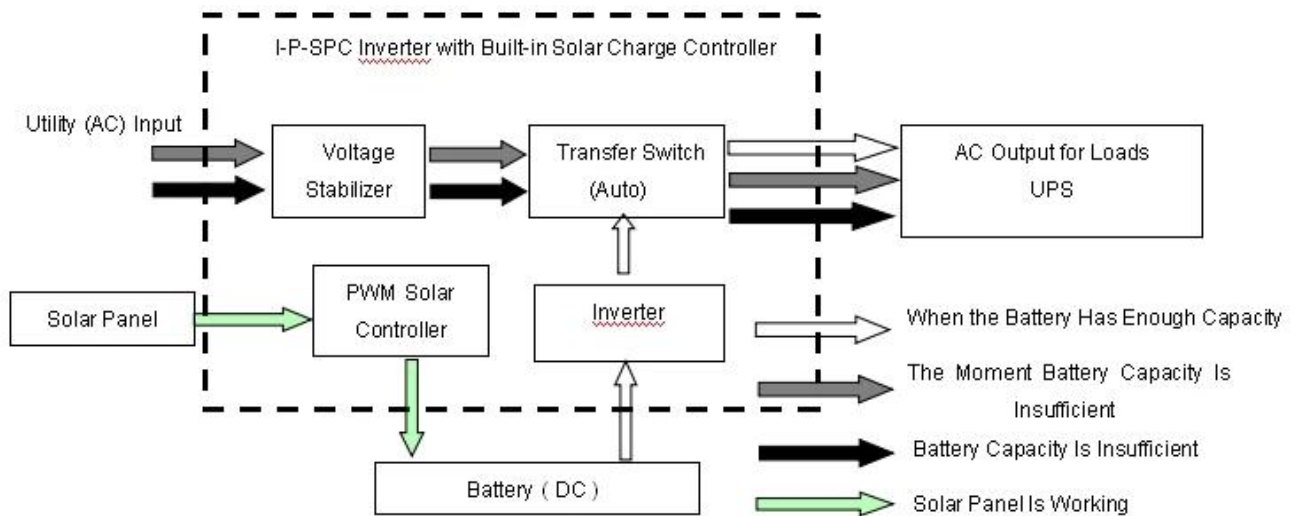 I-P-SPC Inverter with Built-in Solar Charge Controller
Utility (AC) Input
Voltage
Stabilizer
Transfer Switch
(Auto)
AC Output for Loads
UPS
Solar Panel
PWM Solar
Controller
Inverter
Battery ( DC )
When the Battery Has Enough Capacity
The Moment Battery Capacity Is
Insufficient
Battery Capacity Is Insufficient
Solar Panel Is Working